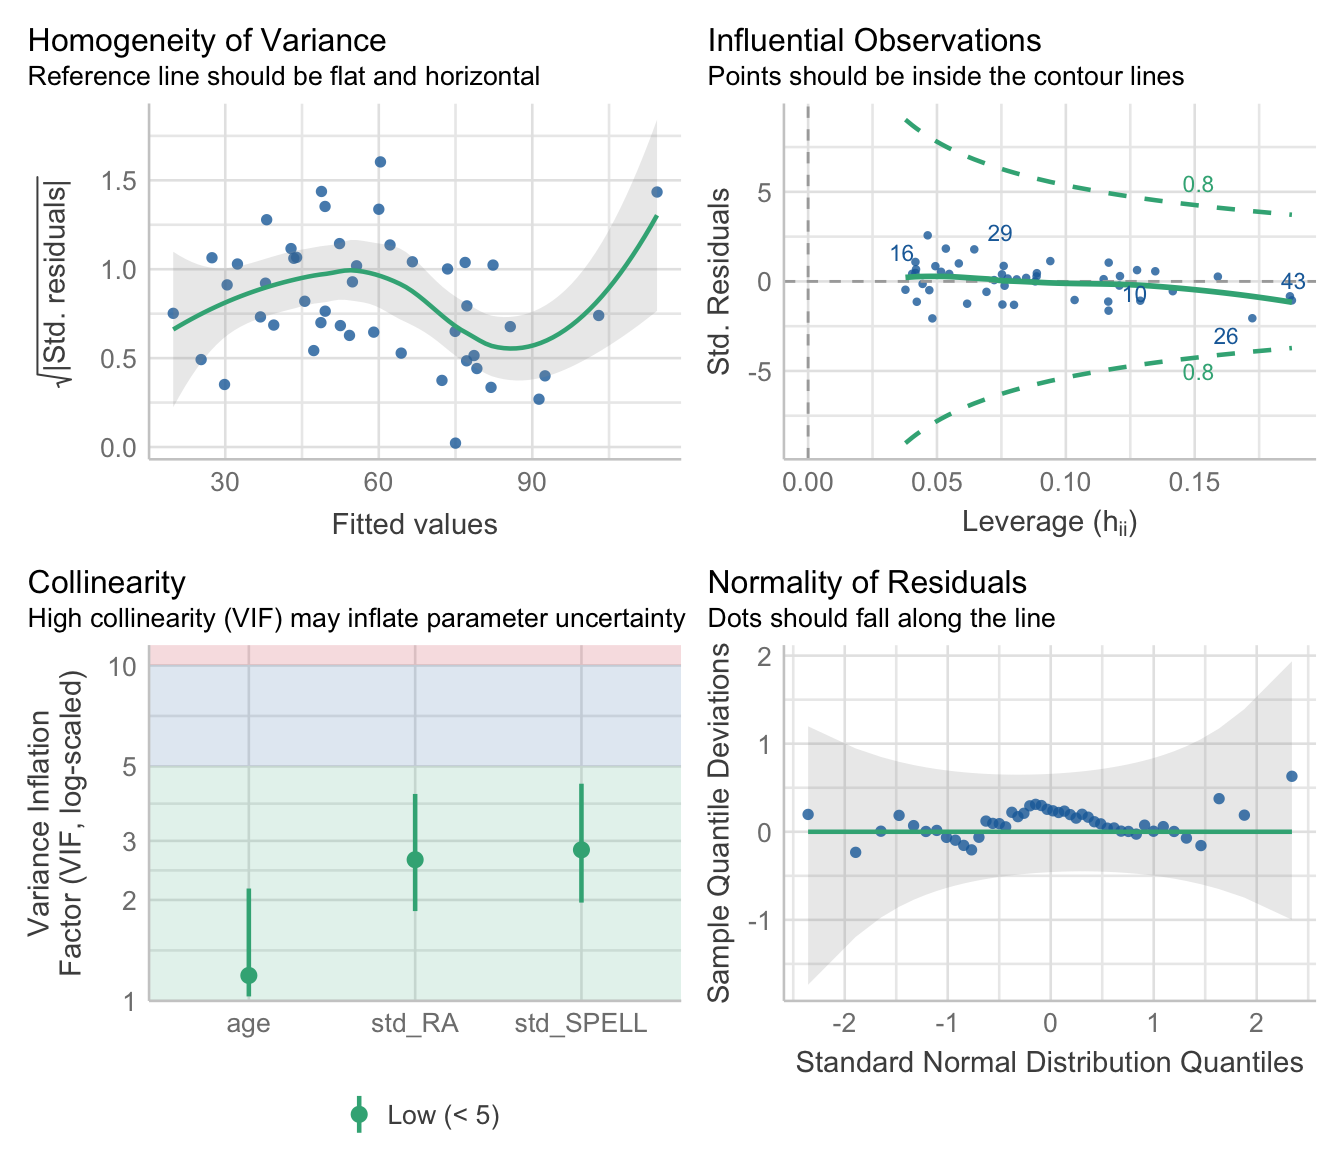 Homogeneity of Variance
Reference line should be flat and horizontal
√|Std. residuals|
1.5
1.0
0.5
0.0
30 60 90
Fitted values
Influential Observations
Points should be inside the contour lines
Std. Residuals
5
0
-5
0.8
29
16
43
10
26
0.8
0.00 0.05 0.10 0.15
Leverage (hᵢᵢ)
Collinearity
High collinearity (VIF) may inflate parameter uncertainty
Variance Inflation
Factor (VIF, log-scaled)
10
5
3
2
1
age std_RA std_SPELL
Low (< 5)
Normality of Residuals
Dots should fall along the line
Sample Quantile Deviations
2
1
0
-1
-2 -1 0 1 2
Standard Normal Distribution Quantiles